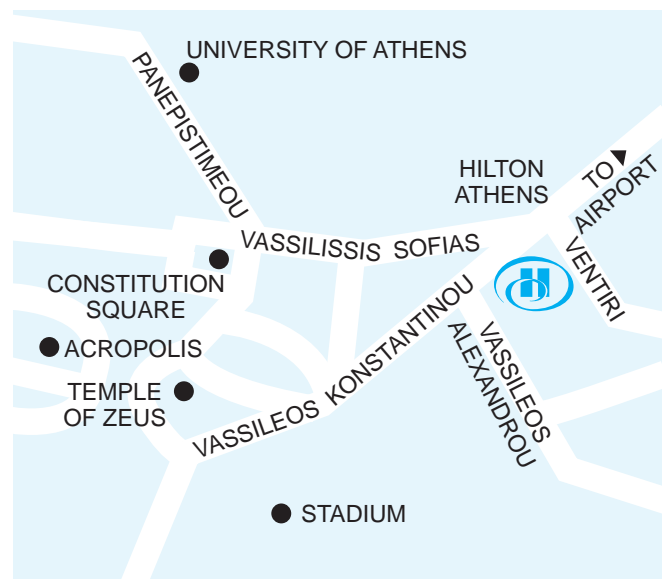 UNIVERSITY OF ATHENS
PANEPISTIMEOU
HILTON
ATHENS
TO
AIRPORT
VASSILISSIS SOFIAS
VENTIRI
CONSTITUTION
SQUARE
VASSILEOS KONSTANTINOU
VASSILEOS
ALEXANDROU
ACROPOLIS
TEMPLE
OF ZEUS
STADIUM
H